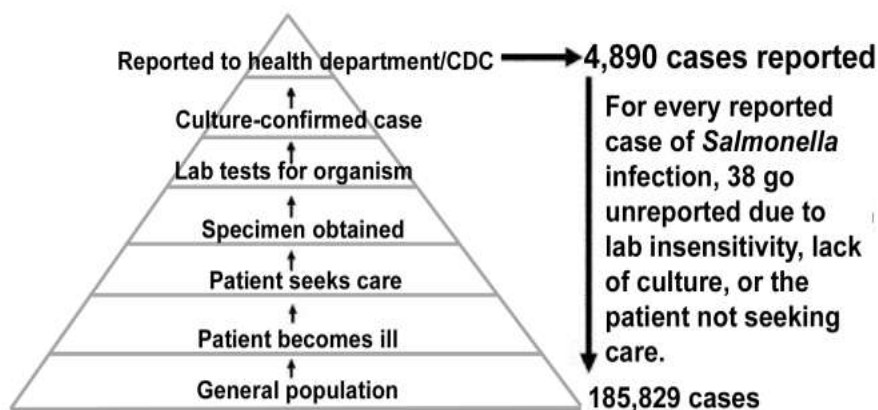 Reported to health department/CDC
4,890 cases reported
Culture-confirmed case
Lab tests for organism
Specimen obtained
Patient seeks care
Patient becomes ill
General population
For every reported
case of Salmonella
infection, 38 go
unreported due to
lab insensitivity, lack
of culture, or the
patient not seeking
care.
185,829 cases